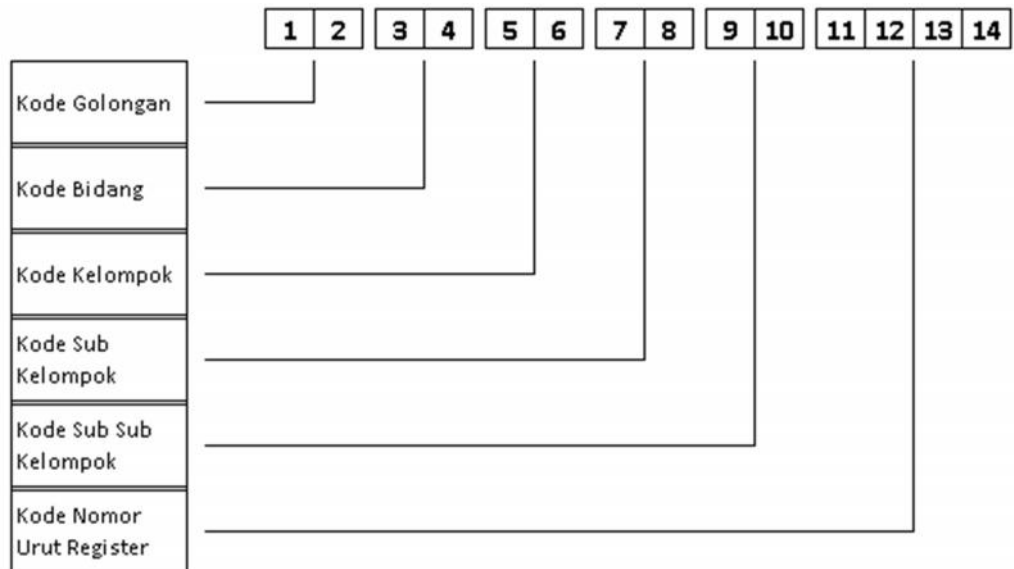 1 2 3 4 5 6 7 8 9 10 11 12 13 14
Kode Golongan
Kode Bidang
Kode Kelompok
Kode Sub
Kelompok
Kode Sub Sub
Kelompok
Kode Nomor
Urut Register